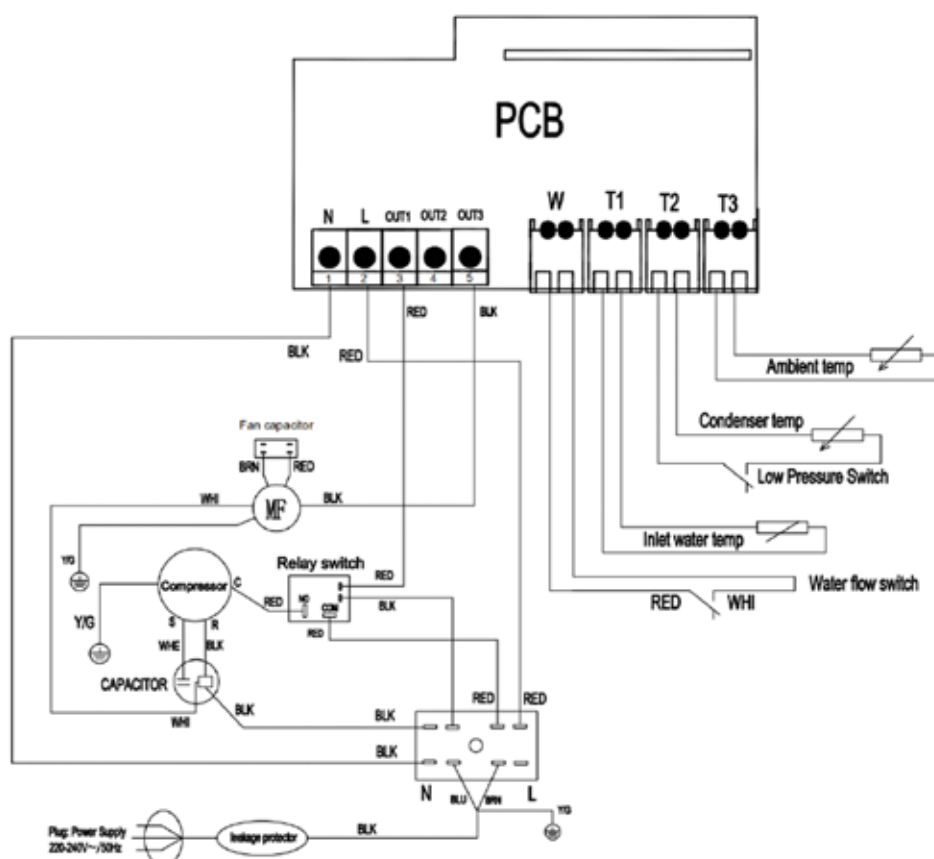 PCB
N L OUT1 OUT2 OUT3
W T1 T2 T3
1 2 3 4 5
RED BLK
BLK RED
Ambient temp
Fan capacitor
Condenser temp
BRN RED
Low Pressure Switch
WHI MF BLK
Inlet water temp
Y/G
Relay switch
Compressor C RED
RED NO COM BLK
Water flow switch
RED WHI
Y/G S R RED
WHE BLK
CAPACITOR
RED RED
WHI BLK BLK
BLK
N BLU BRN L
Y/G
Plug: Power Supply
220-240V~/50Hz
leakage protector
BLK